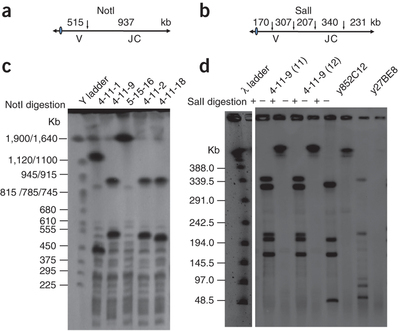 a NotI
515 937 kb
V JC
b SalI
170 307 207 340 231 kb
V JC
c
NotI digestion
Y ladder
4-11-1
4-11-9
5-15-16
4-11-2
4-11-18
Kb
1,900/1,640
1,120/1100
945/915
815 /785/745
680
610
555
450
375
295
225
d
λ ladder
4-11-9 (11)
4-11-9 (12)
y852C12
y27BE8
SalI digestion + – + – + – + –
Kb
388.0
339.5
291.0
242.5
194.0
145.5
97.0
48.5